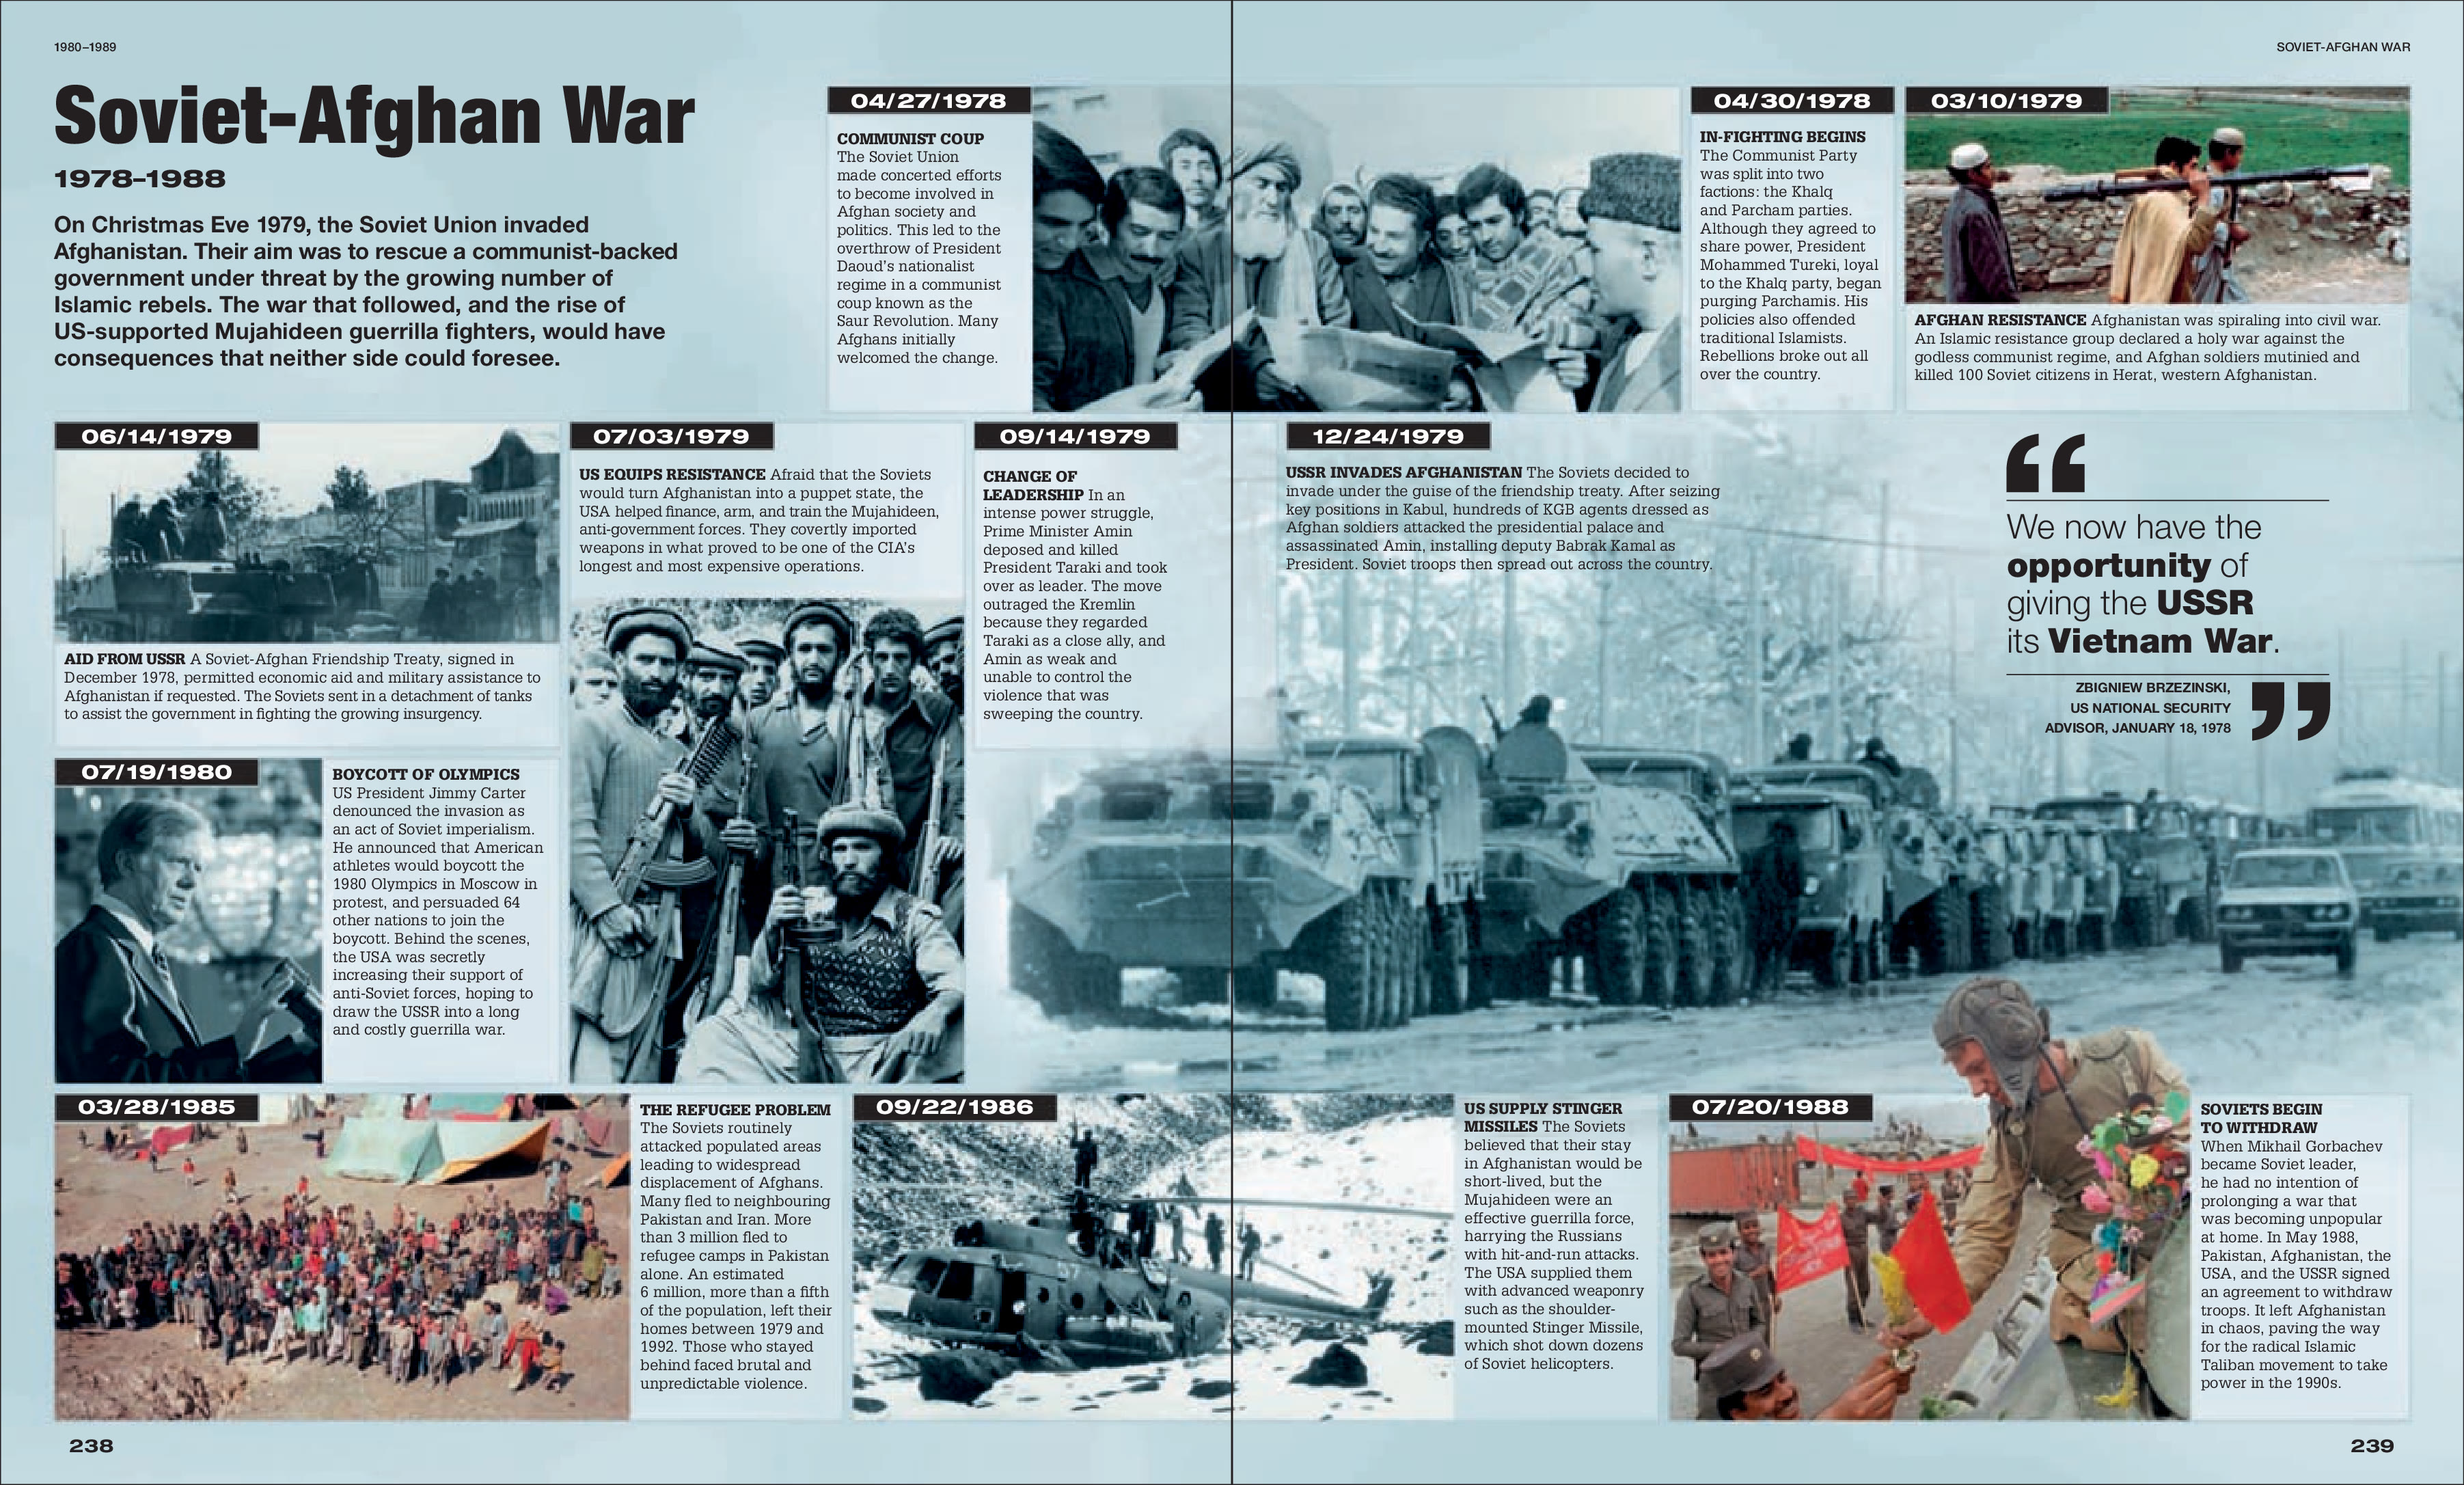 1980–1989
SOVIET-AFGHAN WAR
Soviet-Afghan War
1978–1988
On Christmas Eve 1979, the Soviet Union invaded
Afghanistan. Their aim was to rescue a communist-backed
government under threat by the growing number of
Islamic rebels. The war that followed, and the rise of
US-supported Mujahideen guerrilla fighters, would have
consequences that neither side could foresee.
04/27/1978
COMMUNIST COUP
The Soviet Union
made concerted efforts
to become involved in
Afghan society and
politics. This led to the
overthrow of President
Daoud's nationalist
regime in a communist
coup known as the
Saur Revolution. Many
Afghans initially
welcomed the change.
04/30/1978
IN-FIGHTING BEGINS
The Communist Party
was split into two
factions: the Khalq
and Parcham parties.
Although they agreed to
share power, President
Mohammed Tureki, loyal
to the Khalq party, began
purging Parchamis. His
policies also offended
traditional Islamists.
Rebellions broke out all
over the country.
03/10/1979
AFGHAN RESISTANCE Afghanistan was spiraling into civil war.
An Islamic resistance group declared a holy war against the
godless communist regime, and Afghan soldiers mutinied and
killed 100 Soviet citizens in Herat, western Afghanistan.
06/14/1979
AID FROM USSR A Soviet-Afghan Friendship Treaty, signed in
December 1978, permitted economic aid and military assistance to
Afghanistan if requested. The Soviets sent in a detachment of tanks
to assist the government in fighting the growing insurgency.
07/03/1979
US EQUIPS RESISTANCE Afraid that the Soviets
would turn Afghanistan into a puppet state, the
USA helped finance, arm, and train the Mujahideen,
anti-government forces. They covertly imported
weapons in what proved to be one of the CIA's
longest and most expensive operations.
09/14/1979
CHANGE OF
LEADERSHIP In an
intense power struggle,
Prime Minister Amin
deposed and killed
President Taraki and took
over as leader. The move
outraged the Kremlin
because they regarded
Taraki as a close ally, and
Amin as weak and
unable to control the
violence that was
sweeping the country.
12/24/1979
USSR INVADES AFGHANISTAN The Soviets decided to
invade under the guise of the friendship treaty. After seizing
key positions in Kabul, hundreds of KGB agents dressed as
Afghan soldiers attacked the presidential palace and
assassinated Amin, installing deputy Babrak Kamal as
President. Soviet troops then spread out across the country.
“
We now have the
opportunity of
giving the USSR
its Vietnam War.
ZBIGNIEW BRZEZINSKI,
US NATIONAL SECURITY
ADVISOR, JANUARY 18, 1978
”
07/19/1980
BOYCOTT OF OLYMPICS
US President Jimmy Carter
denounced the invasion as
an act of Soviet imperialism.
He announced that American
athletes would boycott the
1980 Olympics in Moscow in
protest, and persuaded 64
other nations to join the
boycott. Behind the scenes,
the USA was secretly
increasing their support of
anti-Soviet forces, hoping to
draw the USSR into a long
and costly guerrilla war.
03/28/1985
THE REFUGEE PROBLEM
The Soviets routinely
attacked populated areas
leading to widespread
displacement of Afghans.
Many fled to neighbouring
Pakistan and Iran. More
than 3 million fled to
refugee camps in Pakistan
alone. An estimated
6 million, more than a fifth
of the population, left their
homes between 1979 and
1992. Those who stayed
behind faced brutal and
unpredictable violence.
09/22/1986
57
US SUPPLY STINGER
MISSILES The Soviets
believed that their stay
in Afghanistan would be
short-lived, but the
Mujahideen were an
effective guerrilla force,
harrying the Russians
with hit-and-run attacks.
The USA supplied them
with advanced weaponry
such as the shoulder-
mounted Stinger Missile,
which shot down dozens
of Soviet helicopters.
07/20/1988
SOVIETS BEGIN
TO WITHDRAW
When Mikhail Gorbachev
became Soviet leader,
he had no intention of
prolonging a war that
was becoming unpopular
at home. In May 1988,
Pakistan, Afghanistan, the
USA, and the USSR signed
an agreement to withdraw
troops. It left Afghanistan
in chaos, paving the way
for the radical Islamic
Taliban movement to take
power in the 1990s.
238
239